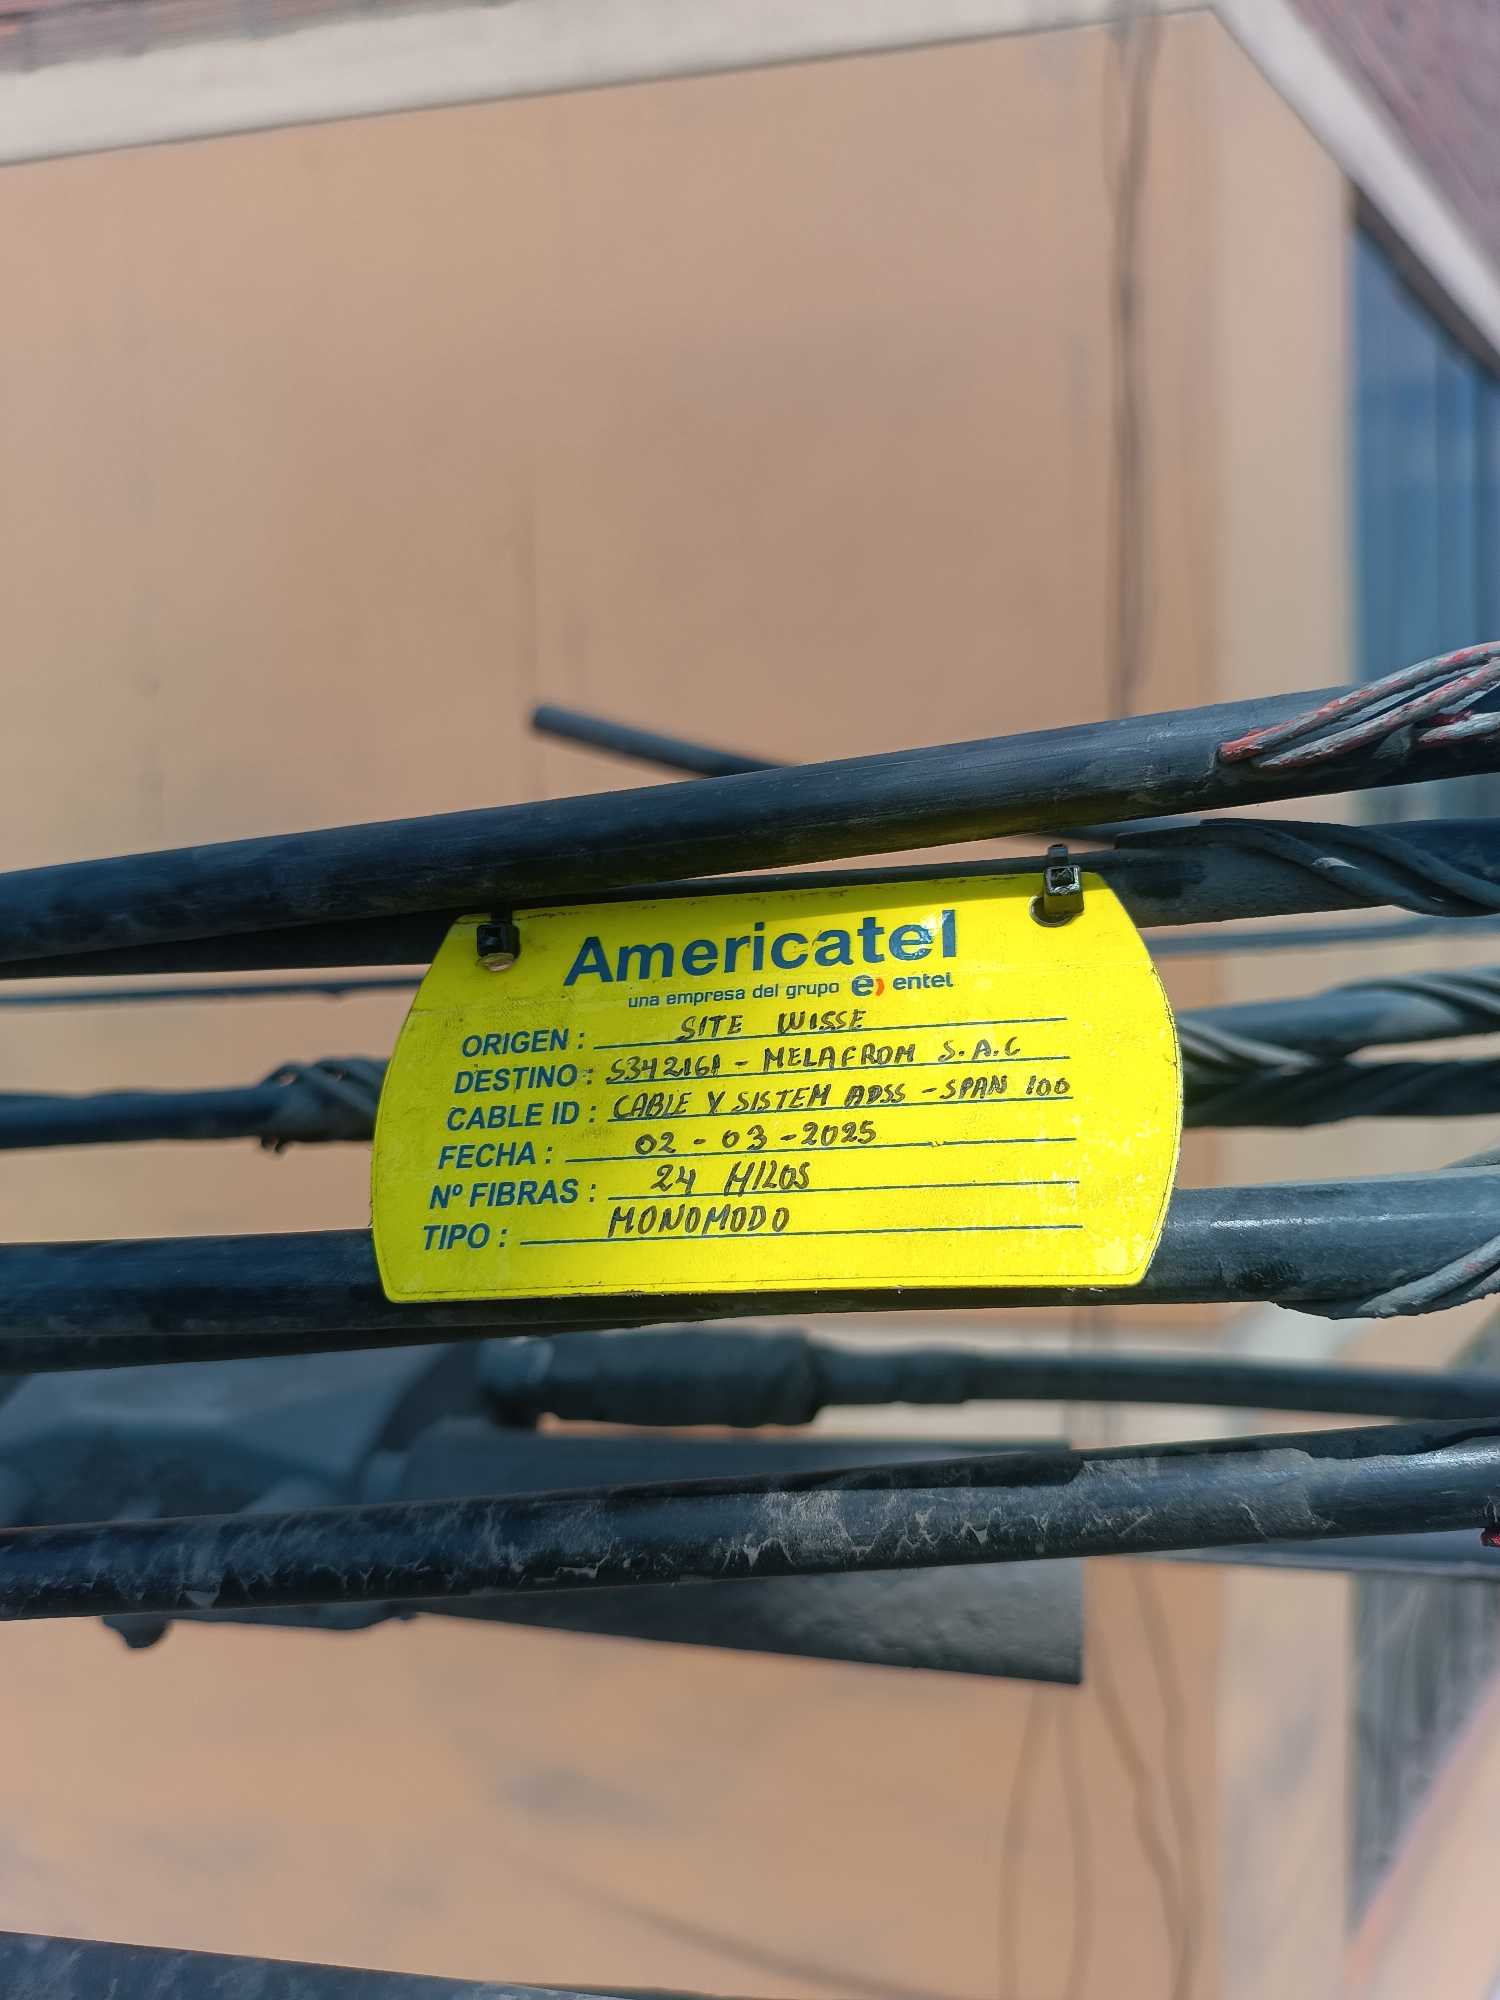 Americatel
una empresa del grupo e) entel
ORIGEN : SITE WISSE
DESTINO : S342161 - MELAFROM S.A.C
CABLE ID : CABLE Y SISTEM ADSS - SPAN 100
FECHA : 02 - 03 - 2025
Nº FIBRAS : 24 HILOS
TIPO : MONOMODO